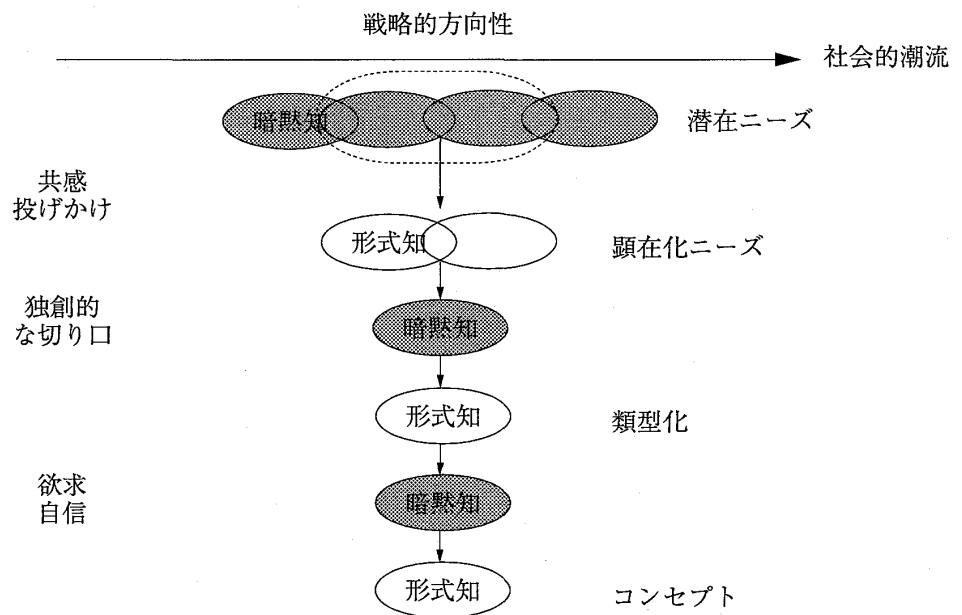 戦略的方向性
社会的潮流
暗黙知
潜在ニーズ
共感
投げかけ
形式知
顕在化ニーズ
独創的
な切り口
暗黙知
形式知
類型化
欲求
自信
暗黙知
形式知
コンセプト